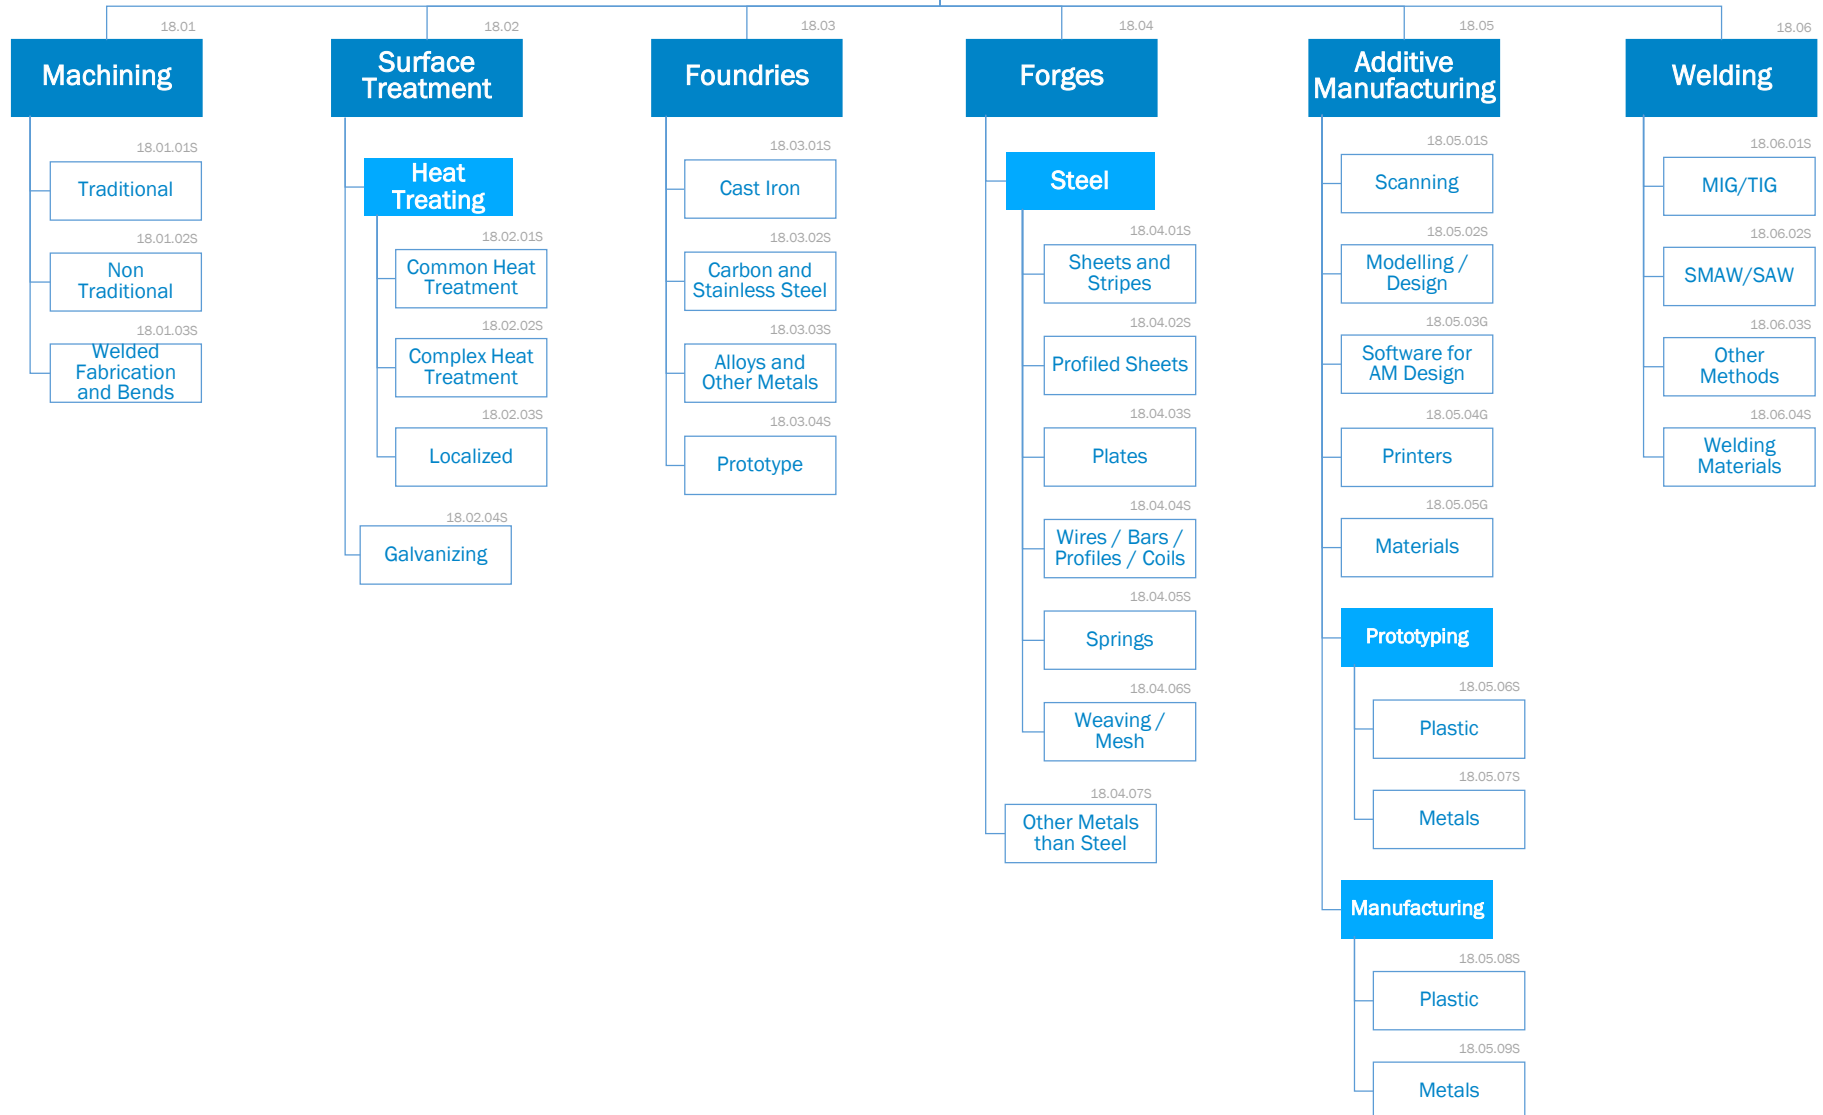 18.01
Machining
18.01.01S
Traditional
18.01.02S
Non
Traditional
18.01.03S
Welded
Fabrication
and Bends
18.02
Surface
Treatment
Heat
Treating
18.02.01S
Common Heat
Treatment
18.02.02S
Complex Heat
Treatment
18.02.03S
Localized
18.02.04S
Galvanizing
18.03
Foundries
18.03.01S
Cast Iron
18.03.02S
Carbon and
Stainless Steel
18.03.03S
Alloys and
Other Metals
18.03.04S
Prototype
18.04
Forges
Steel
18.04.01S
Sheets and
Stripes
18.04.02S
Profiled Sheets
18.04.03S
Plates
18.04.04S
Wires / Bars /
Profiles / Coils
18.04.05S
Springs
18.04.06S
Weaving /
Mesh
18.04.07S
Other Metals
than Steel
18.05
Additive
Manufacturing
18.05.01S
Scanning
18.05.02S
Modelling /
Design
18.05.03G
Software for
AM Design
18.05.04G
Printers
18.05.05G
Materials
Prototyping
18.05.06S
Plastic
18.05.07S
Metals
Manufacturing
18.05.08S
Plastic
18.05.09S
Metals
18.06
Welding
18.06.01S
MIG/TIG
18.06.02S
SMAW/SAW
18.06.03S
Other
Methods
18.06.04S
Welding
Materials